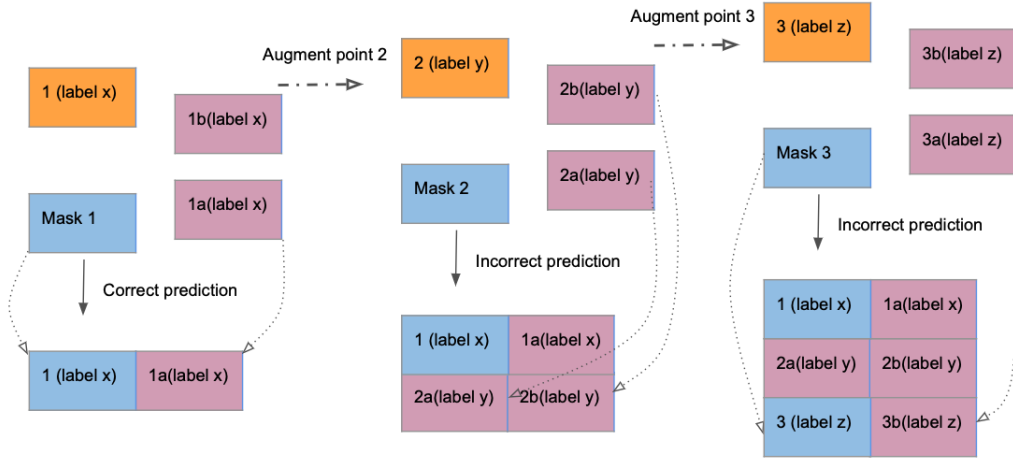 Augment point 2
Augment point 3
1 (label x)
1b(label x)
Mask 1
1a(label x)
Correct prediction
1 (label x)
1a(label x)
2 (label y)
2b(label y)
Mask 2
2a(label y)
Incorrect prediction
1 (label x)
1a(label x)
2a(label y)
2b(label y)
3 (label z)
3b(label z)
Mask 3
3a(label z)
Incorrect prediction
1 (label x)
1a(label x)
2a(label y)
2b(label y)
3 (label z)
3b(label z)